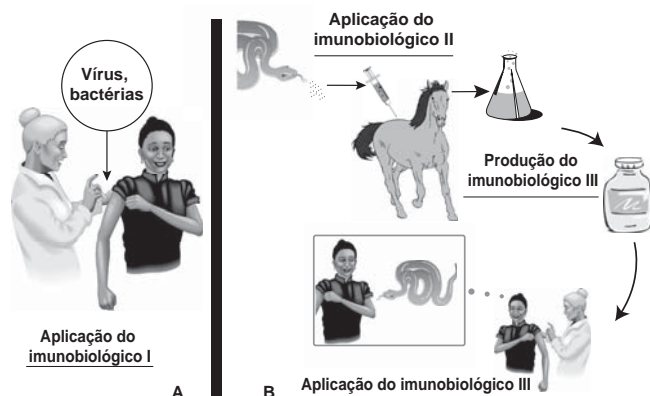 Vírus,
bactérias
Aplicação do
imunobiológico I
A
Aplicação do
imunobiológico II
Produção do
imunobiológico III
B
Aplicação do imunobiológico III